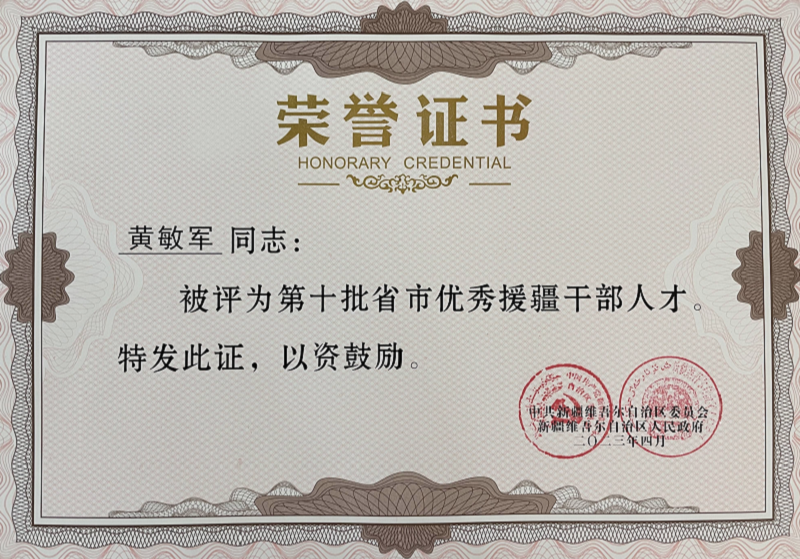 荣誉证书
HONORARY CREDENTIAL
黄敏军 同志：
被评为第十批省市优秀援疆干部人才。
特发此证，以资鼓励。
中共新疆维吾尔自治区委员会
新疆维吾尔自治区人民政府
二〇二三年四月